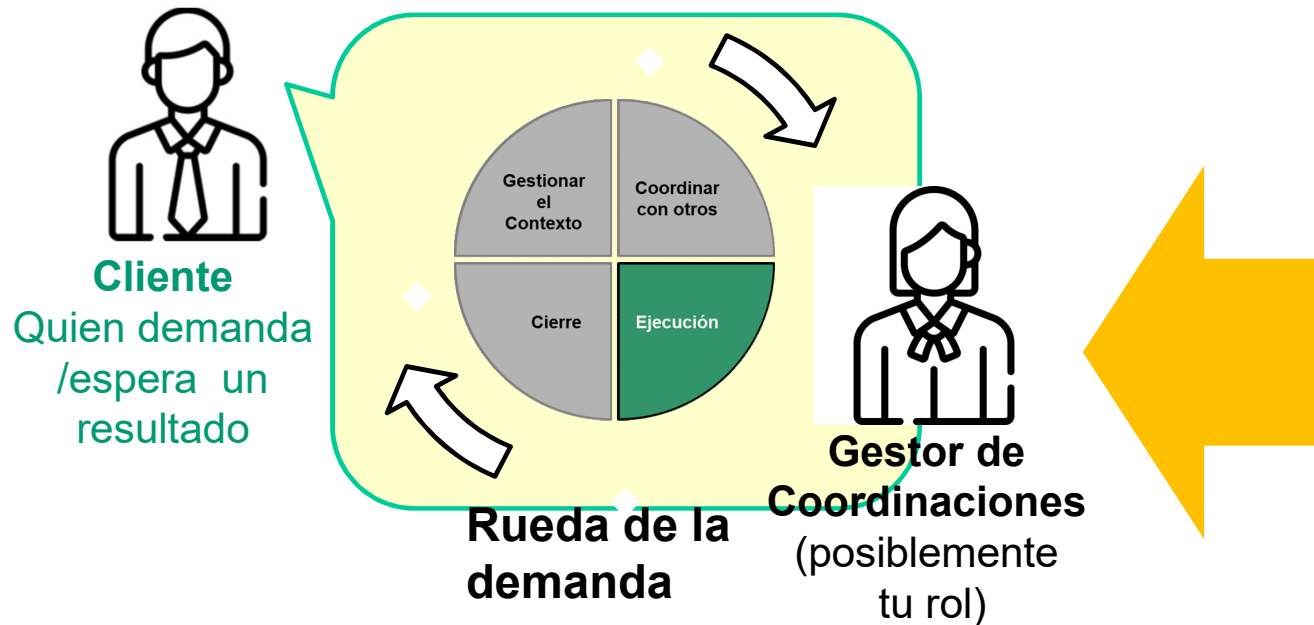 Gestionar
el
Contexto
Coordinar
con otros
Cierre
Ejecución
Cliente
Quien demanda
/espera un
resultado
Rueda de la
demanda
Gestor de
Coordinaciones
(posiblemente
tu rol)